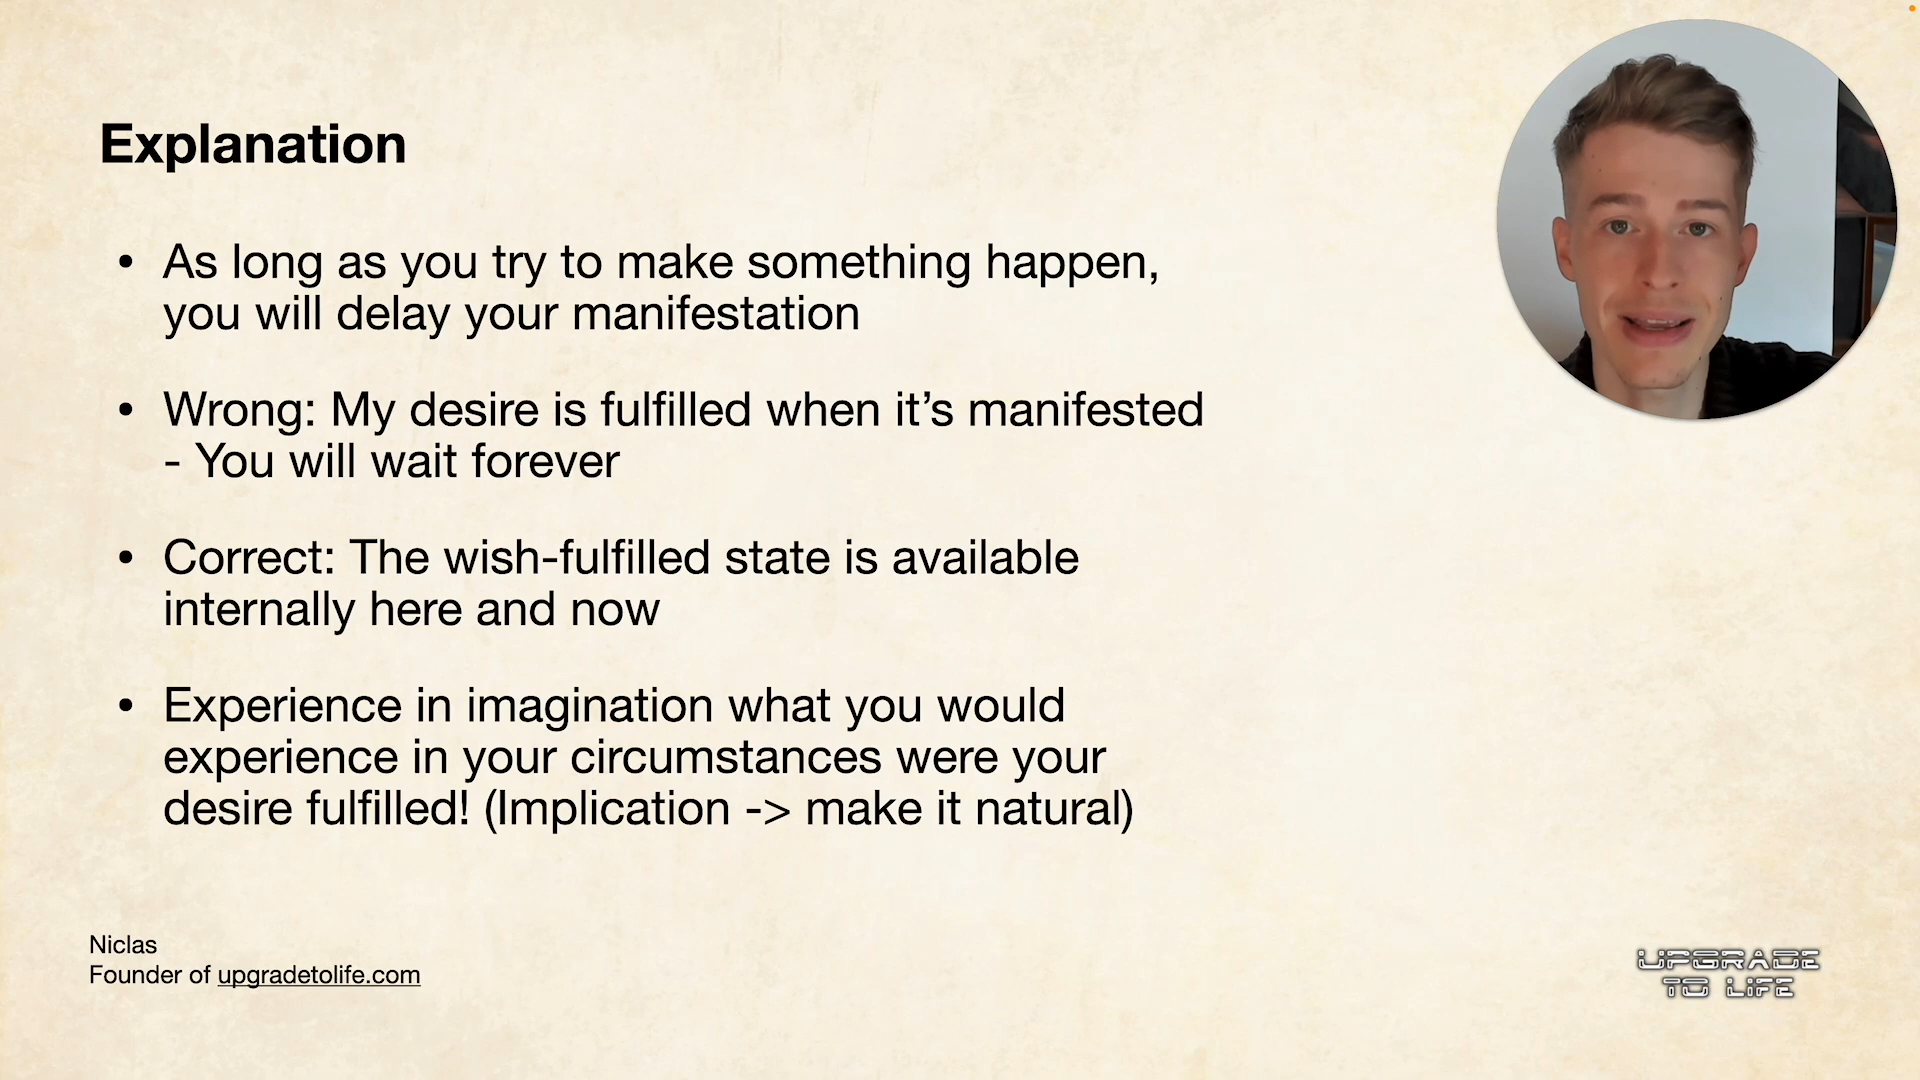 Explanation
• As long as you try to make something happen,
you will delay your manifestation
• Wrong: My desire is fulfilled when it’s manifested
- You will wait forever
• Correct: The wish-fulfilled state is available
internally here and now
• Experience in imagination what you would
experience in your circumstances were your
desire fulfilled! (Implication -> make it natural)
Niclas
Founder of upgradetolife.com
UPGRADE
TO LIFE